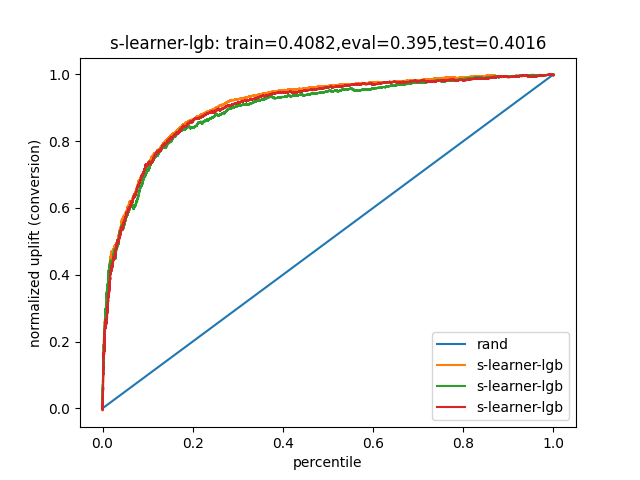 s-learner-lgb: train=0.4082,eval=0.395,test=0.4016
normalized uplift (conversion)
1.0
0.8
0.6
0.4
0.2
0.0
rand
s-learner-lgb
s-learner-lgb
s-learner-lgb
0.0 0.2 0.4 0.6 0.8 1.0
percentile